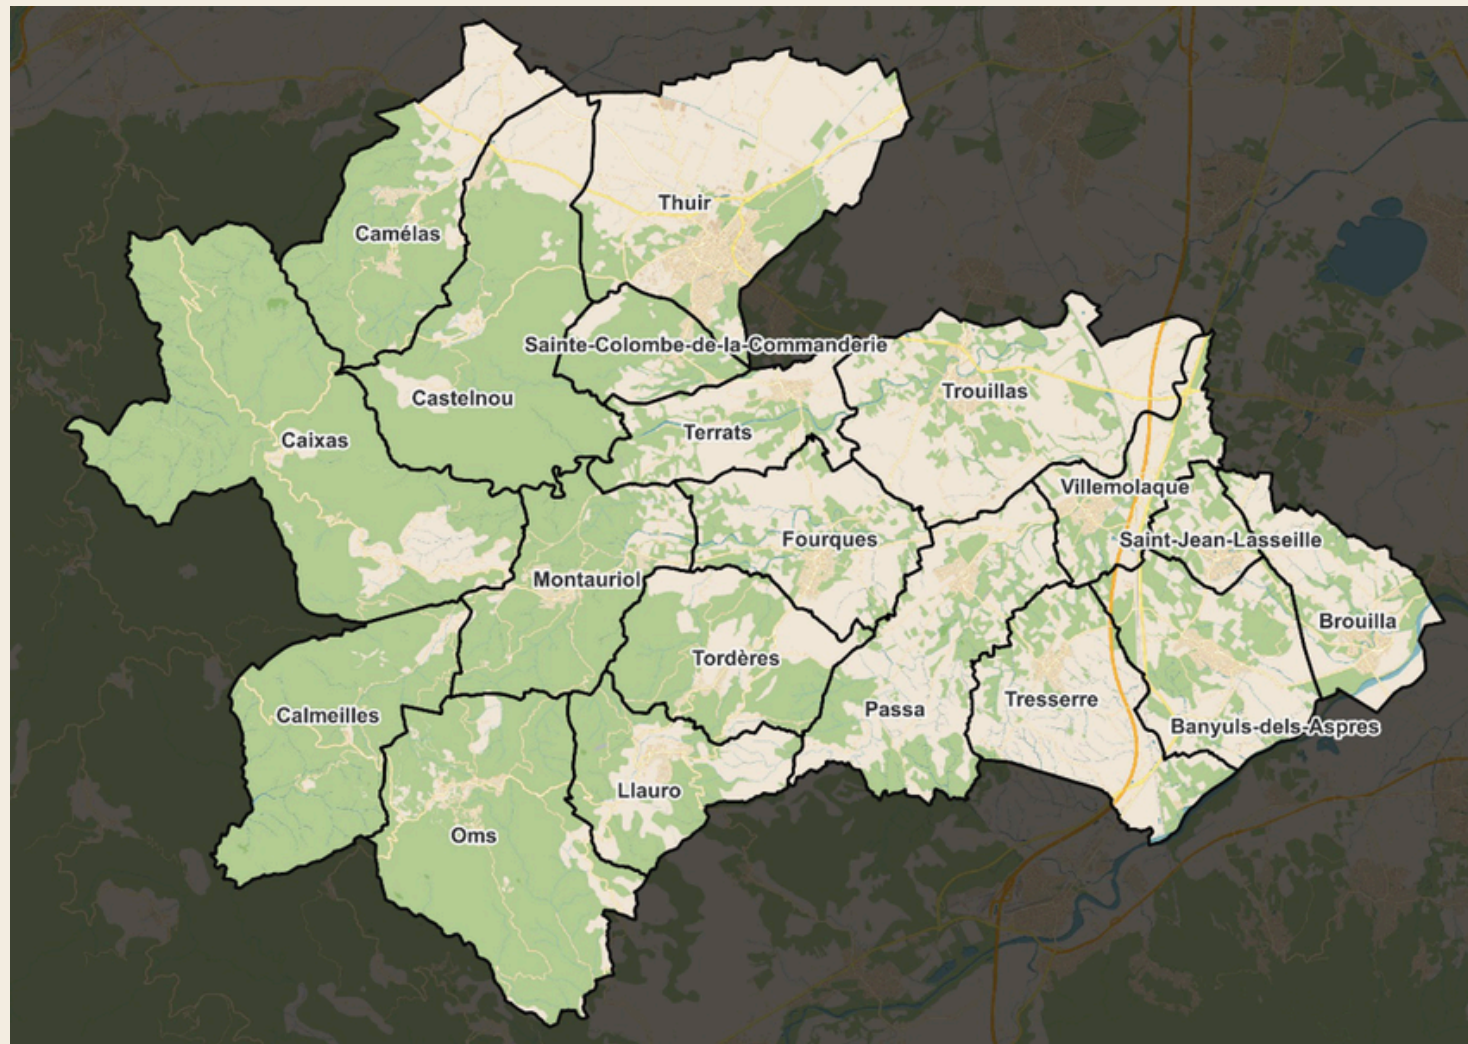 Thuir
Camélas
Sainte-Colombe-de-la-Commanderie
Trouillas
Castelnou
Terrats
Caixas
Villemolaque
Fourques
Saint-Jean-Lasseille
Montauriol
Brouilla
Tordères
Tresserre
Passa
Calmeilles
Banyuls-dels-Aspres
Llauro
Oms